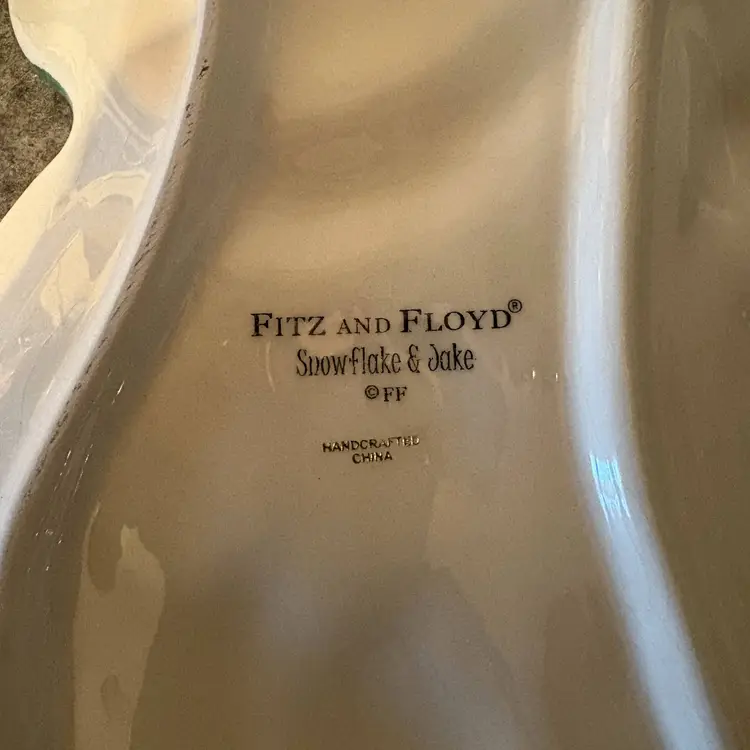 FITZ AND FLOYD®
Snowflake & Jake
© FF
HANDCRAFTED
CHINA